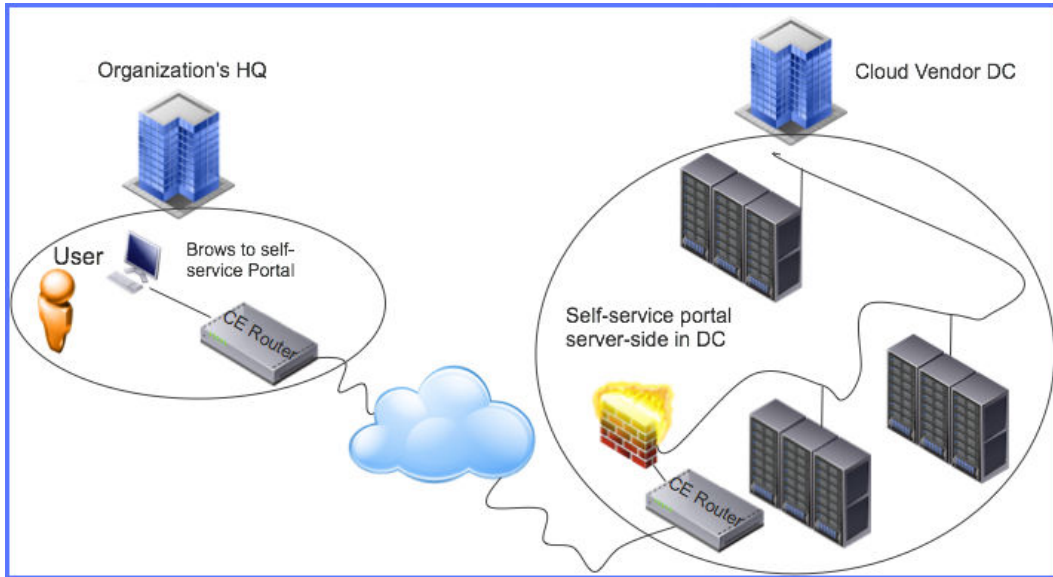 Organization's HQ
Cloud Vendor DC
User
Brows to self-
service Portal
CE Router
Self-service portal
server-side in DC
CE Router